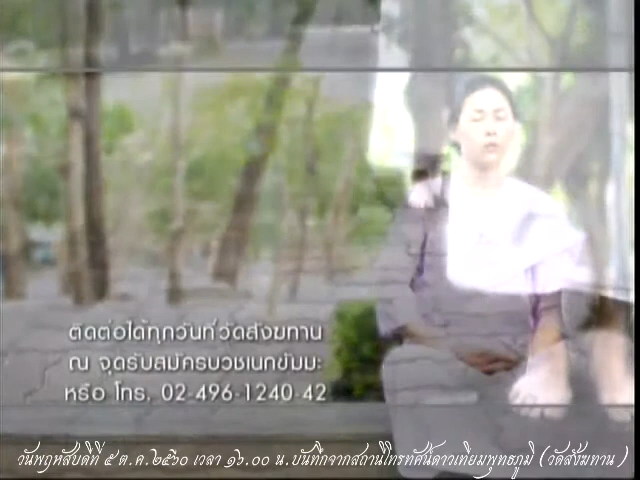 ติดต่อได้ทุกวันที่วัดสังฆทาน
ณ จุดรับสมัครบวชเนกขัมมะ
หรือ โทร. 02-496-1240-42
วันพฤหัสบดีที่ ๕ ต.ค.๒๕๖๐ เวลา ๑๖.๐๐ น.บันทึกจากสถานีโทรทัศน์ดาวเทียมพุทธภูมิ (วัดสังฆทาน)